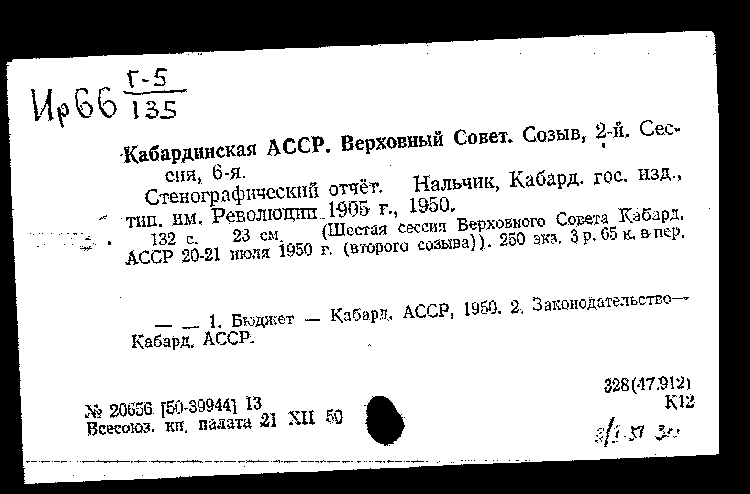 Ир66 Г-5
135
Кабардинская АССР. Верховный Совет. Созыв, 2-й. Сес-
сия, 6-я.
Стенографический отчёт. Нальчик, Кабард. гос. изд.,
тип. им. Революции 1905 г., 1950.
132 с. 23 см. (Шестая сессия Верховного Совета Кабард.
АССР 20-21 июля 1950 г. (второго созыва)). 250 экз. 3 р. 65 к. в пер.
— — 1. Бюджет — Кабард. АССР, 1950. 2. Законодательство—
Кабард. АССР.
328(47.912)
№ 20656 [50-39944] 13
К12
Всесоюз. кн. палата 21 XII 50